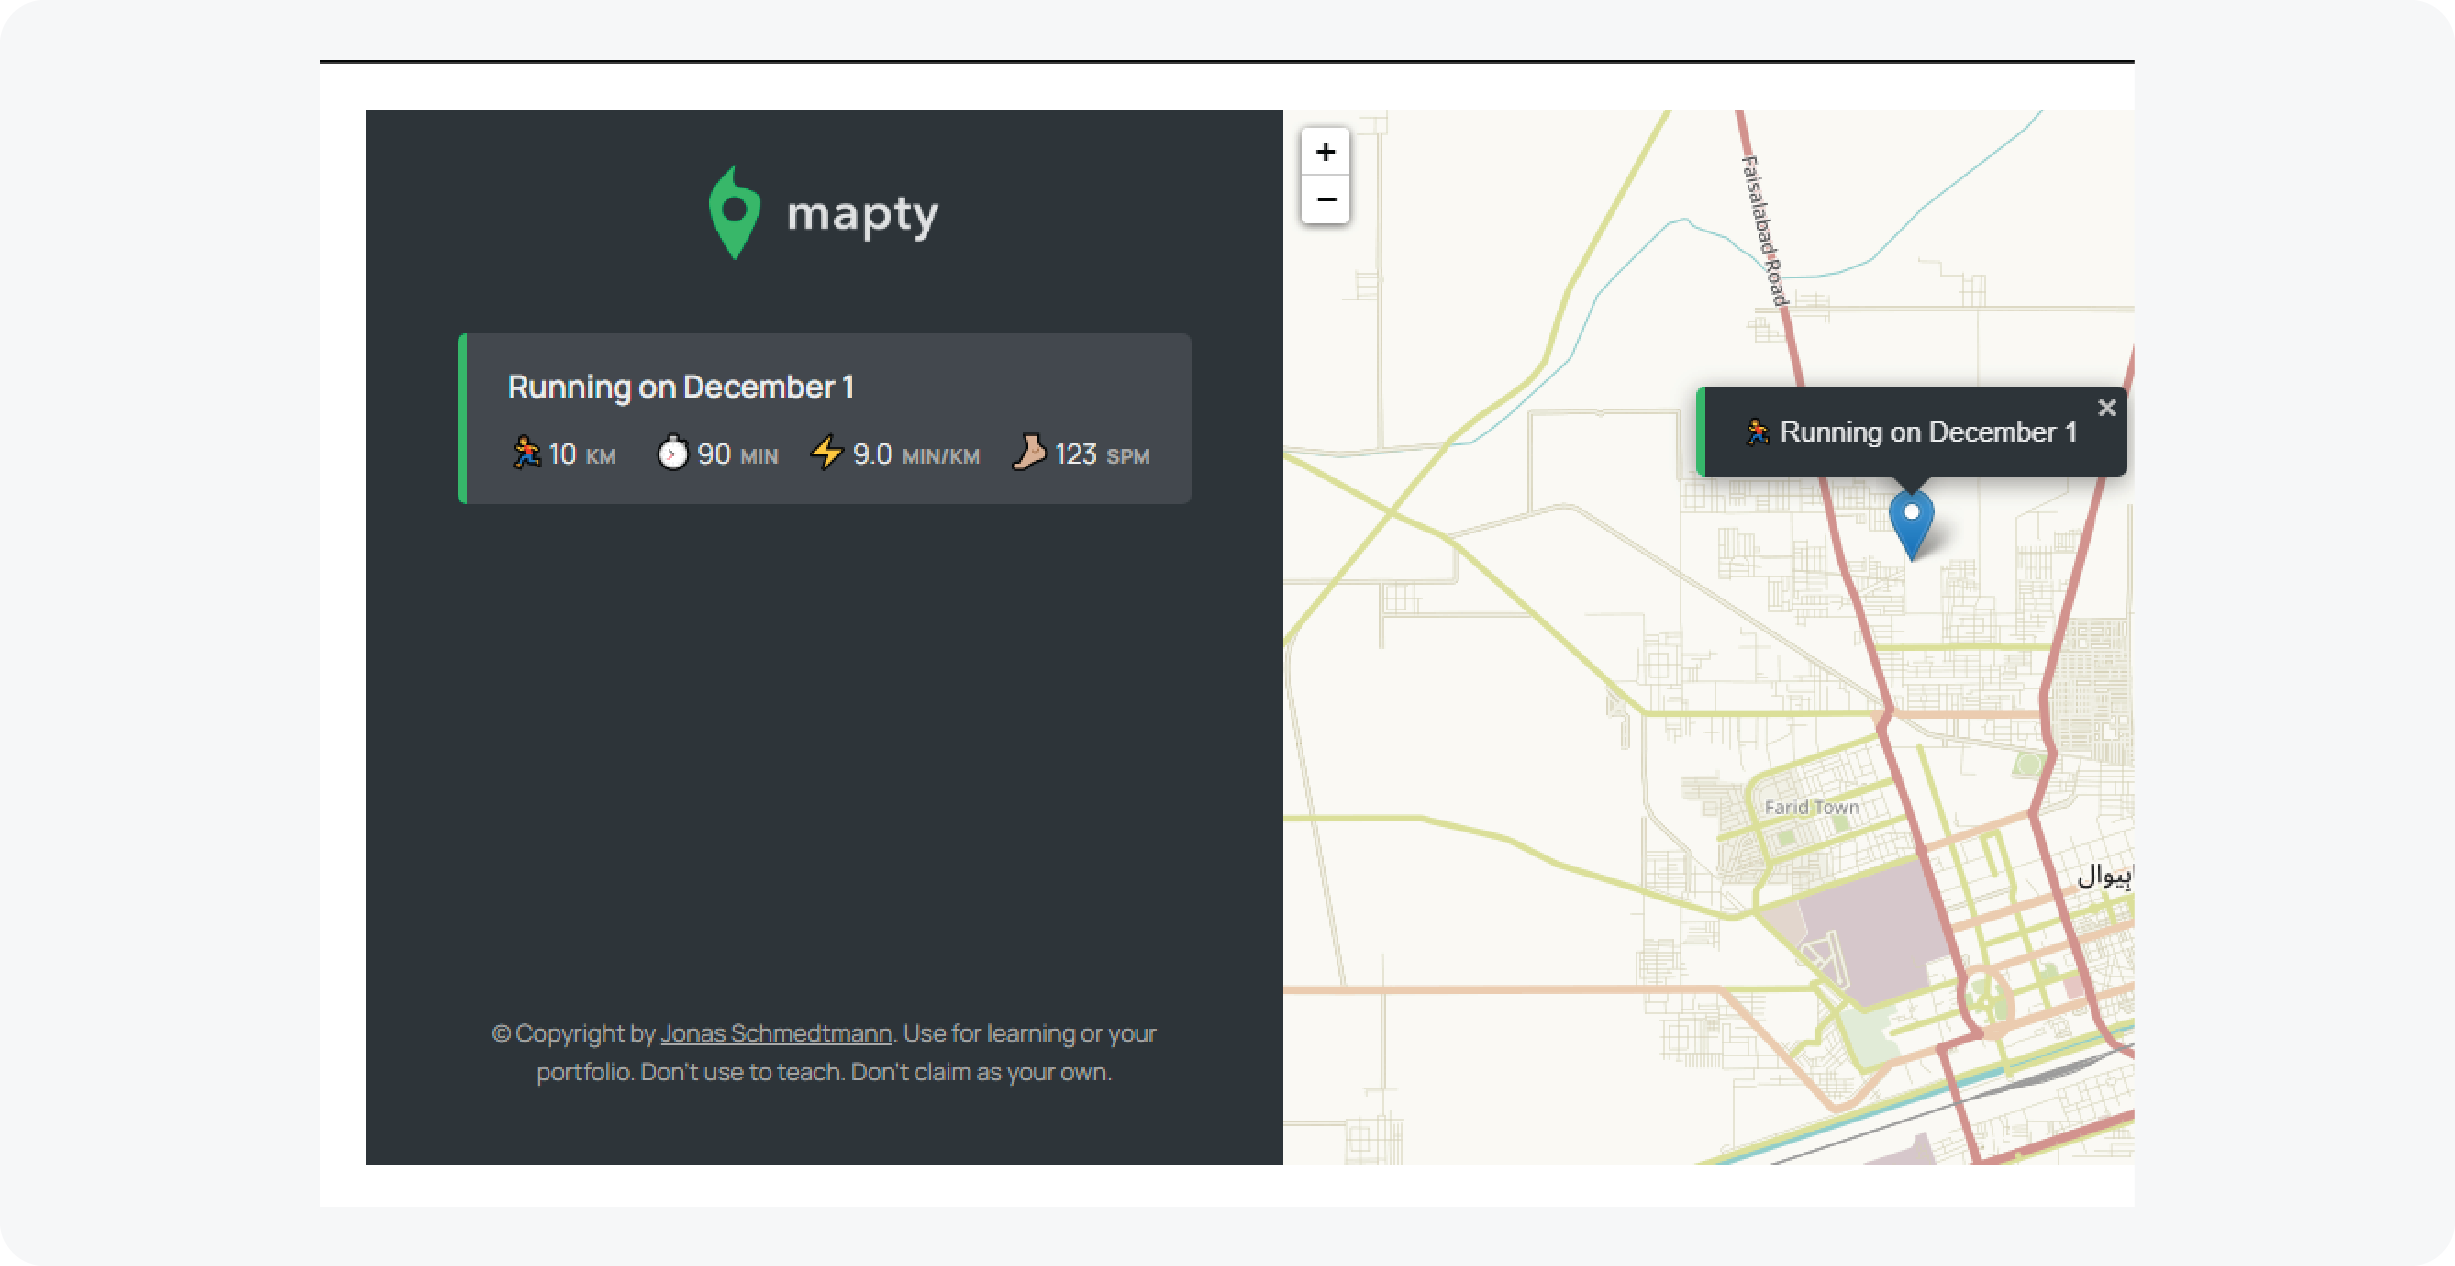 mapty
Running on December 1
10 KM 90 MIN 9.0 MIN/KM 123 SPM
© Copyright by Jonas Schmedtmann. Use for learning or your
portfolio. Don't use to teach. Don't claim as your own.
+
−
Faisalabad Road
Running on December 1 ×
Farid Town